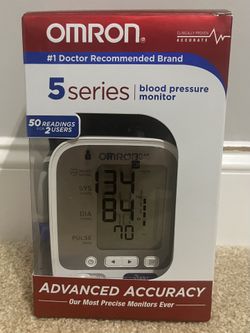 OMRON
CLINICALLY PROVEN
ACCURATE
#1 Doctor Recommended Brand
5 series
blood pressure
monitor
50 READINGS
FOR 2 USERS
OMRON
134
SYS
84
DIA
70
PULSE
ADVANCED ACCURACY
Our Most Precise Monitors Ever